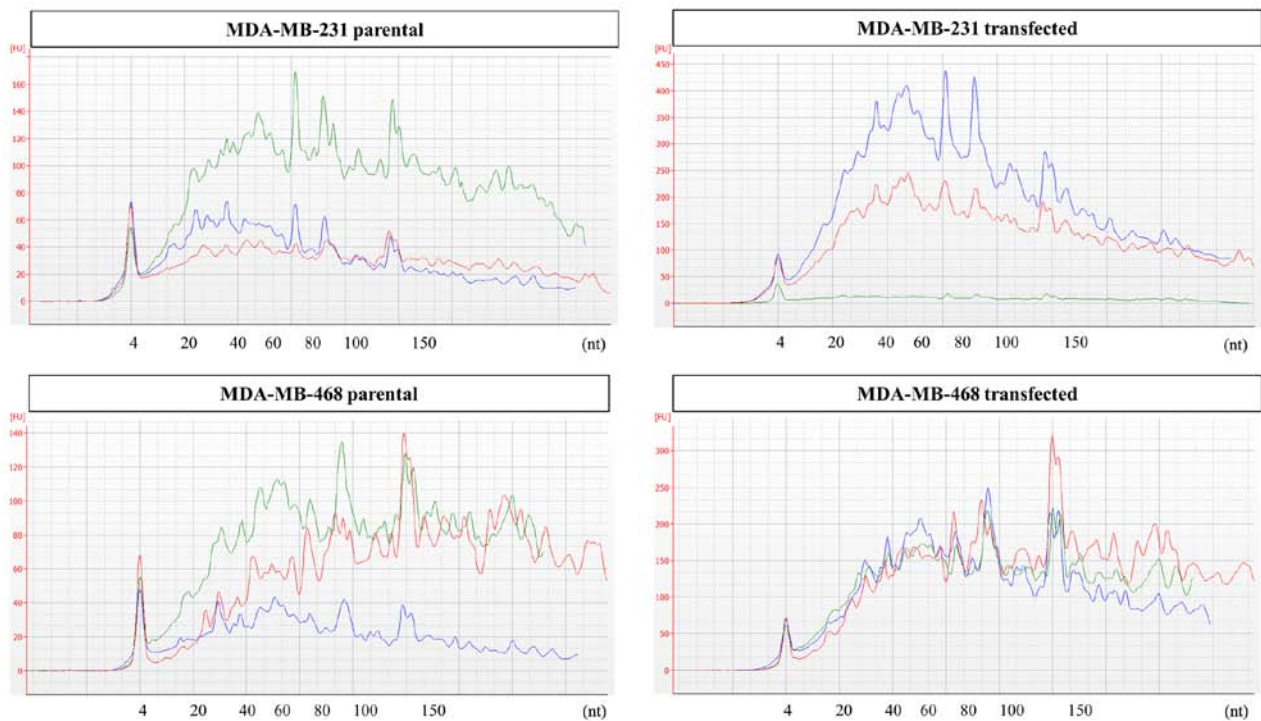 MDA-MB-231 parental
[FU]
160
140
120
100
80
60
40
20
0
4 20 40 60 80 100 150 (nt)
MDA-MB-231 transfected
[FU]
450
400
350
300
250
200
150
100
50
0
4 20 40 60 80 100 150 (nt)
MDA-MB-468 parental
[FU]
140
120
100
80
60
40
20
0
4 20 40 60 80 100 150 (nt)
MDA-MB-468 transfected
[FU]
300
250
200
150
100
50
0
4 20 40 60 80 100 150 (nt)